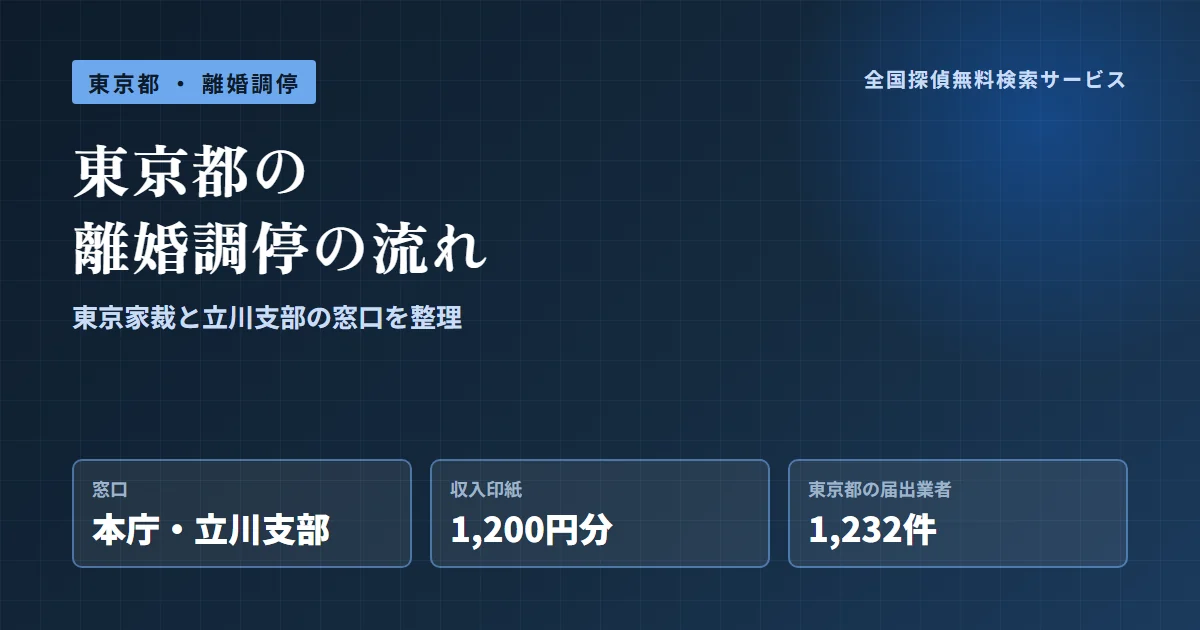 東京都 ・ 離婚調停
全国探偵無料検索サービス
東京都の
離婚調停の流れ
東京家裁と立川支部の窓口を整理
窓口
本庁・立川支部
収入印紙
1,200円分
東京都の届出業者
1,232件